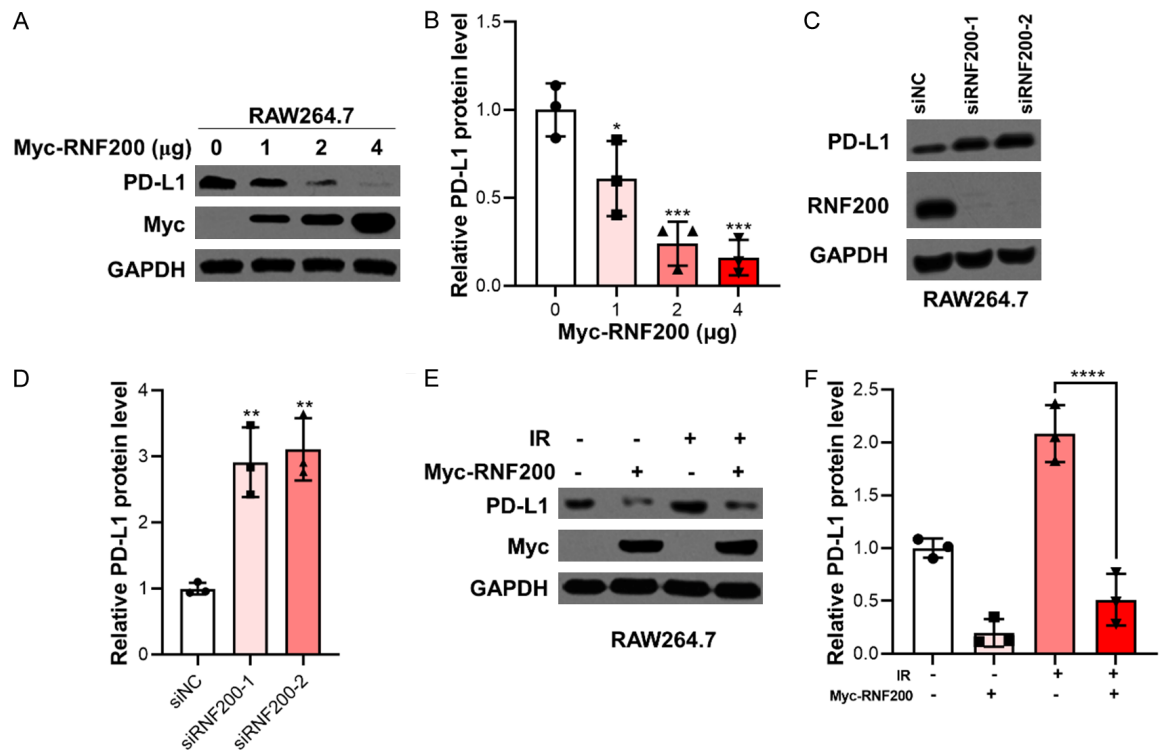 A
RAW264.7
Myc-RNF200 (μg) 0 1 2 4
PD-L1
Myc
GAPDH
B
Relative PD-L1 protein level
1.5
1.0
0.5
0.0
*
***
***
0 1 2 4
Myc-RNF200 (μg)
C
siNC
siRNF200-1
siRNF200-2
PD-L1
RNF200
GAPDH
RAW264.7
D
Relative PD-L1 protein level
4
3
2
1
0
**
**
siNC
siRNF200-1
siRNF200-2
E
IR - - + +
Myc-RNF200 - + - +
PD-L1
Myc
GAPDH
RAW264.7
F
Relative PD-L1 protein level
2.5
2.0
1.0
0.5
0.0
****
IR - - + +
Myc-RNF200 - + - +